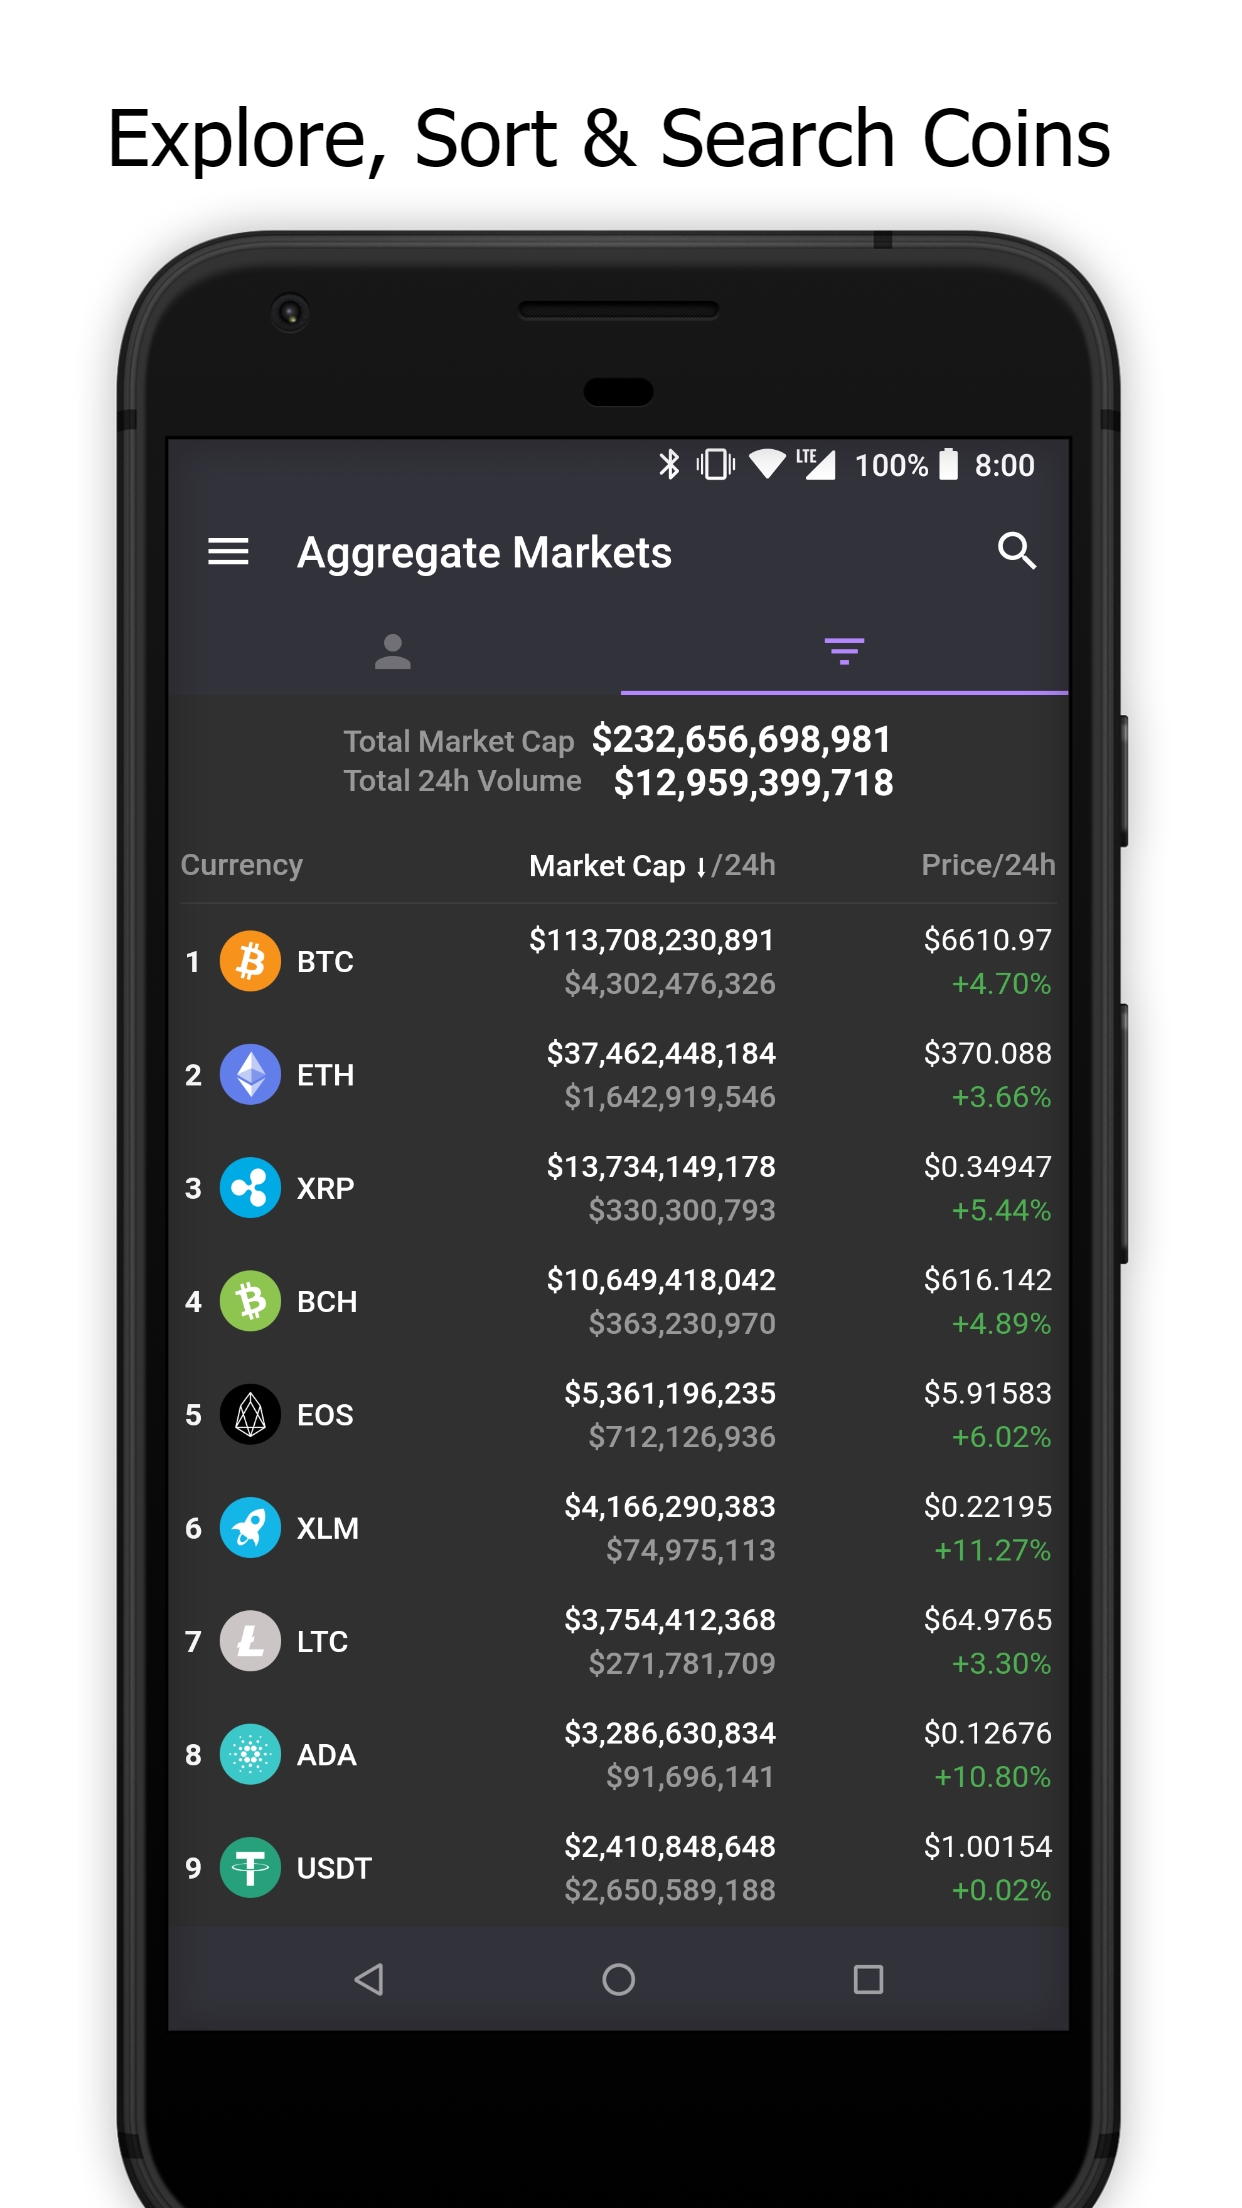 Explore, Sort & Search Coins
LTE 100% 8:00
Aggregate Markets
Total Market Cap $232,656,698,981
Total 24h Volume $12,959,399,718
Currency Market Cap ↓/24h Price/24h
1 BTC $113,708,230,891 $6610.97
$4,302,476,326 +4.70%
2 ETH $37,462,448,184 $370.088
$1,642,919,546 +3.66%
3 XRP $13,734,149,178 $0.34947
$330,300,793 +5.44%
4 BCH $10,649,418,042 $616.142
$363,230,970 +4.89%
5 EOS $5,361,196,235 $5.91583
$712,126,936 +6.02%
6 XLM $4,166,290,383 $0.22195
$74,975,113 +11.27%
7 LTC $3,754,412,368 $64.9765
$271,781,709 +3.30%
8 ADA $3,286,630,834 $0.12676
$91,696,141 +10.80%
9 USDT $2,410,848,648 $1.00154
$2,650,589,188 +0.02%